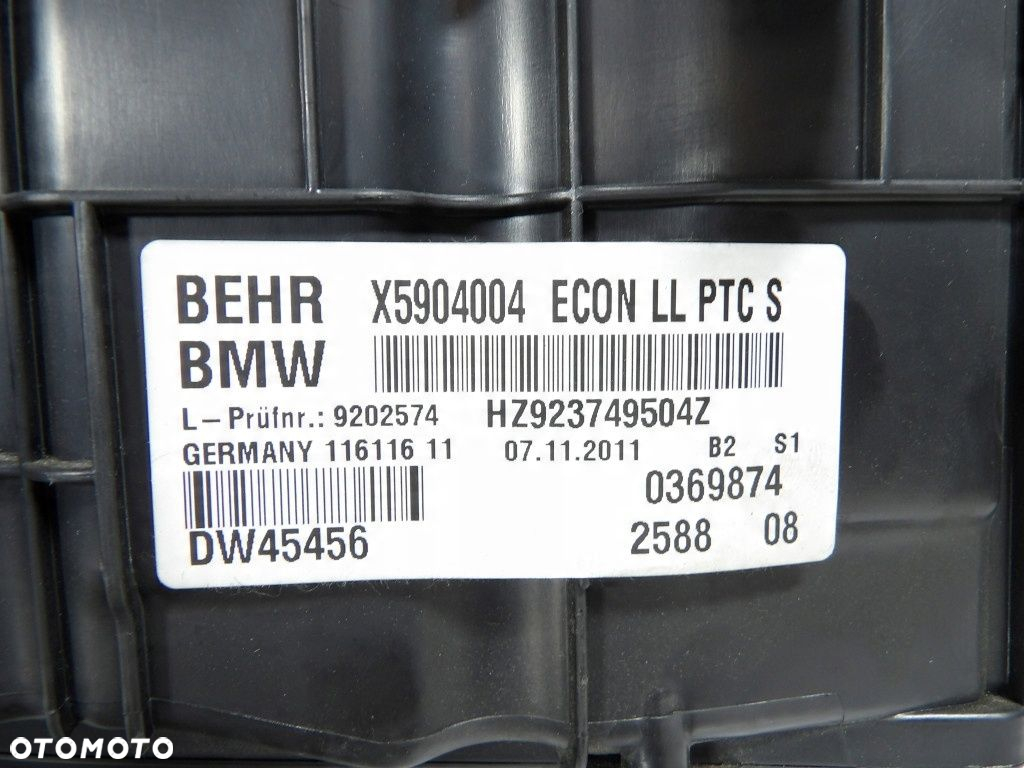 BEHR X5904004 ECON LL PTC S
BMW
L-Prüfnr.: 9202574 HZ923749504Z
GERMANY 116116 11 07.11.2011 B2 S1
0369874
DW45456 2588 08
OTOMOTO